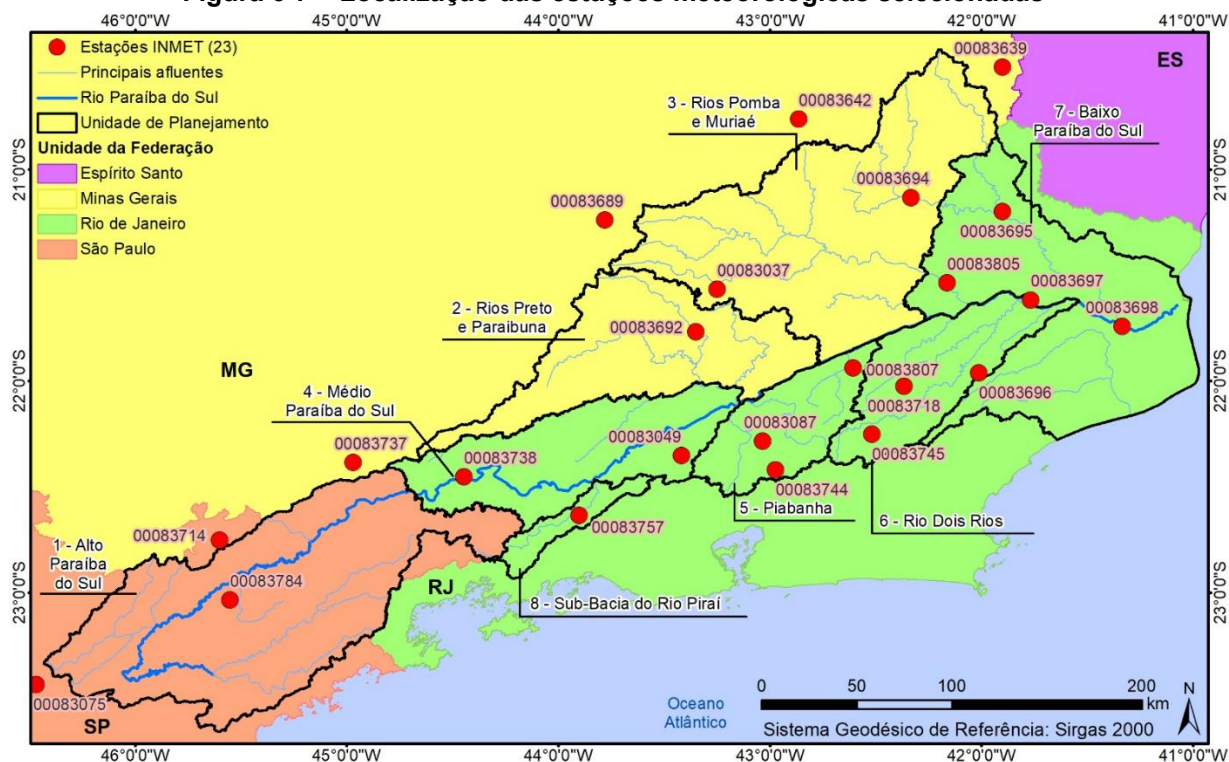 Figura 3-1 – Localização das estações meteorológicas selecionadas
46°0'0"W 45°0'0"W 44°0'0"W 43°0'0"W 42°0'0"W 41°0'0"W
Estações INMET (23)
Principais afluentes
Rio Paraíba do Sul
Unidade de Planejamento
Unidade da Federação
Espírito Santo
Minas Gerais
Rio de Janeiro
São Paulo
00083639
ES
3 - Rios Pomba
e Muriaé
00083642
7 - Baixo
Paraíba do Sul
21°0'0"S
21°0'0"S
00083694
00083689
00083695
00083037
00083805
00083697
00083698
2 - Rios Preto
e Paraibuna
00083692
MG
22°0'0"S
22°0'0"S
4 - Médio
Paraíba do Sul
00083807
00083718
00083696
00083737
00083738
00083049
00083087
00083745
00083744
5 - Piabanha
6 - Rio Dois Rios
00083757
00083714
1 - Alto
Paraíba
do Sul
00083784
RJ
23°0'0"S
23°0'0"S
8 - Sub-Bacia do Rio Piraí
00083075
SP
Oceano
Atlântico
0 50 100 200
km
N
Sistema Geodésico de Referência: Sirgas 2000
46°0'0"W 45°0'0"W 44°0'0"W 43°0'0"W 42°0'0"W 41°0'0"W